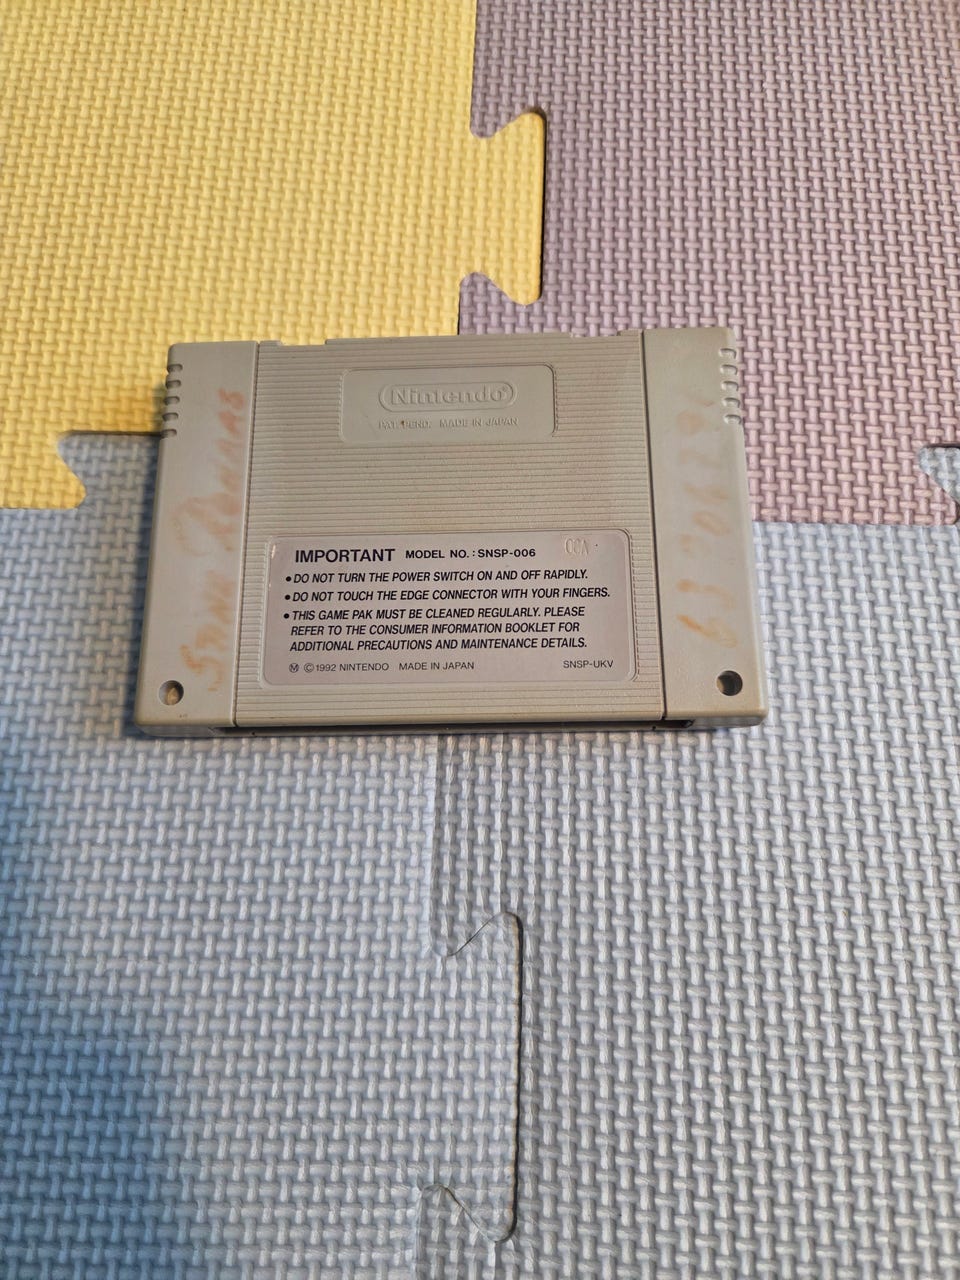 Nintendo®
PAT. PEND. MADE IN JAPAN
IMPORTANT MODEL NO.: SNSP-006
● DO NOT TURN THE POWER SWITCH ON AND OFF RAPIDLY.
● DO NOT TOUCH THE EDGE CONNECTOR WITH YOUR FINGERS.
● THIS GAME PAK MUST BE CLEANED REGULARLY. PLEASE
REFER TO THE CONSUMER INFORMATION BOOKLET FOR
ADDITIONAL PRECAUTIONS AND MAINTENANCE DETAILS.
Ⓜ ©1992 NINTENDO MADE IN JAPAN SNSP-UKV